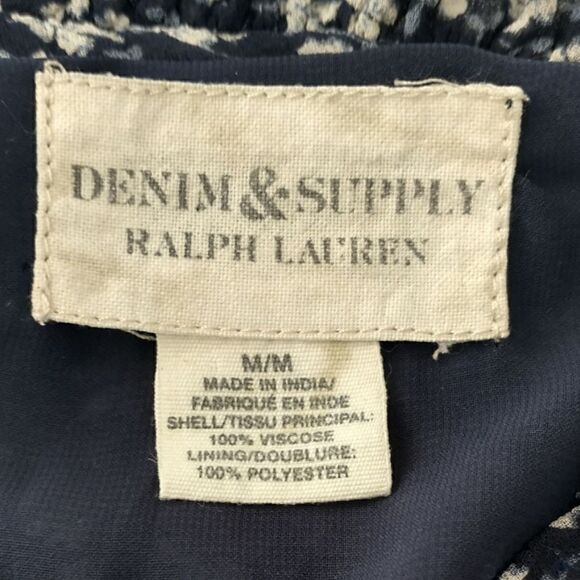 DENIM & SUPPLY
RALPH LAUREN
M/M
MADE IN INDIA/
FABRIQUÉ EN INDE
SHELL/TISSU PRINCIPAL:
100% VISCOSE
LINING/DOUBLURE:
100% POLYESTER